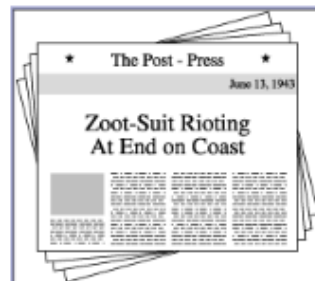 ★ The Post - Press ★
June 13, 1943
Zoot-Suit Rioting
At End on Coast